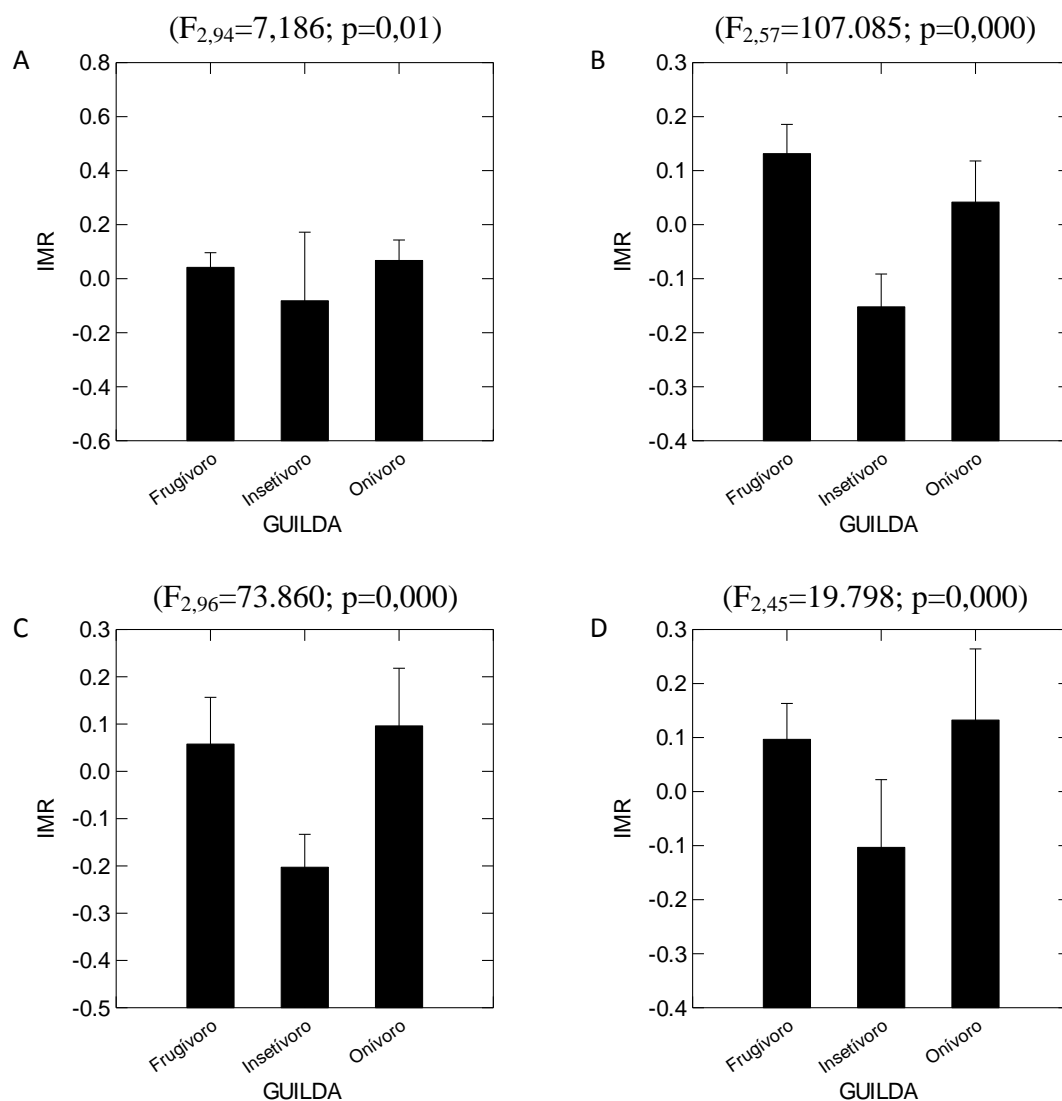 (F2,94=7,186; p=0,01)
A
0.8
0.6
0.4
0.2
0.0
-0.2
-0.4
-0.6
IMR
Frugívoro
Insetívoro
Onívoro
GUILDA
(F2,57=107.085; p=0,000)
B
0.3
0.2
0.1
0.0
-0.1
-0.2
-0.3
-0.4
IMR
Frugívoro
Insetívoro
Onívoro
GUILDA
(F2,96=73.860; p=0,000)
C
0.3
0.2
0.1
0.0
-0.1
-0.2
-0.3
-0.4
-0.5
IMR
Frugívoro
Insetívoro
Onívoro
GUILDA
(F2,45=19.798; p=0,000)
D
0.3
0.2
0.1
0.0
-0.1
-0.2
-0.3
-0.4
IMR
Frugívoro
Insetívoro
Onívoro
GUILDA